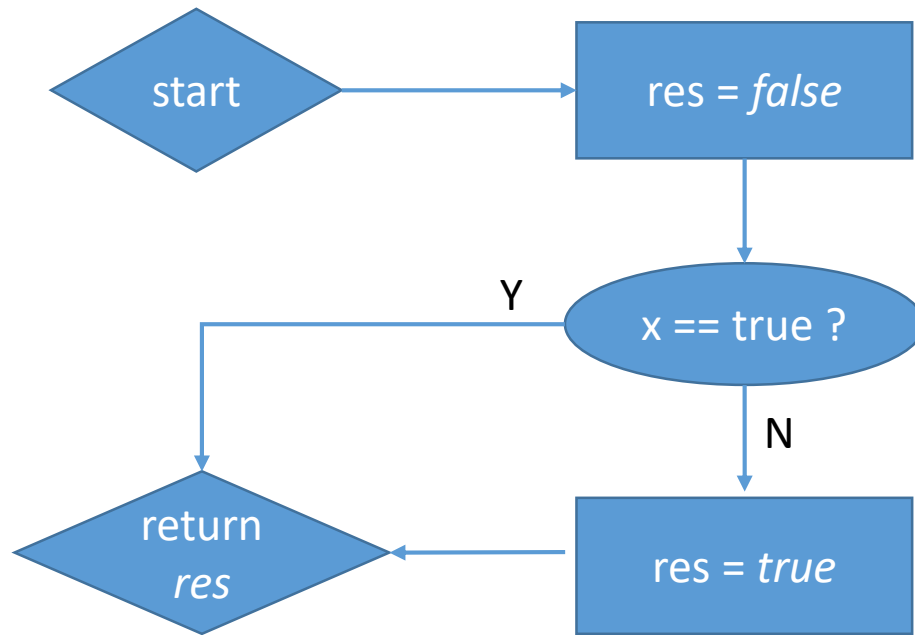 start
res = false
x == true ?
Y
N
return
res
res = true